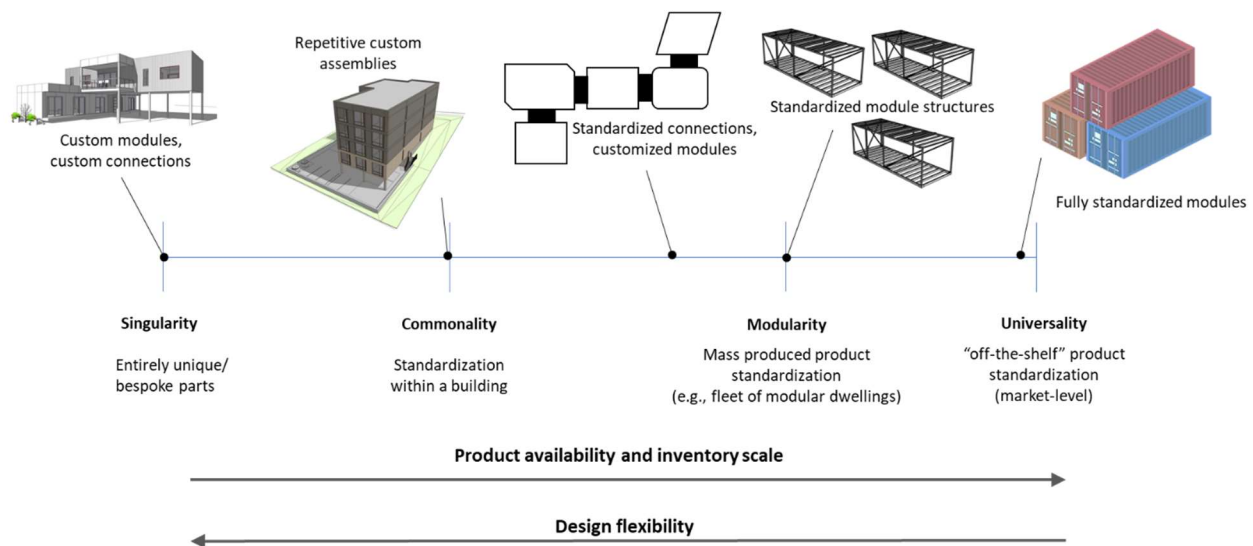 Repetitive custom
assemblies
Custom modules,
custom connections
Standardized connections,
customized modules
Standardized module structures
Fully standardized modules
Singularity
Entirely unique/
bespoke parts
Commonality
Standardization
within a building
Modularity
Mass produced product
standardization
(e.g., fleet of modular dwellings)
Universality
“off-the-shelf” product
standardization
(market-level)
Product availability and inventory scale
Design flexibility